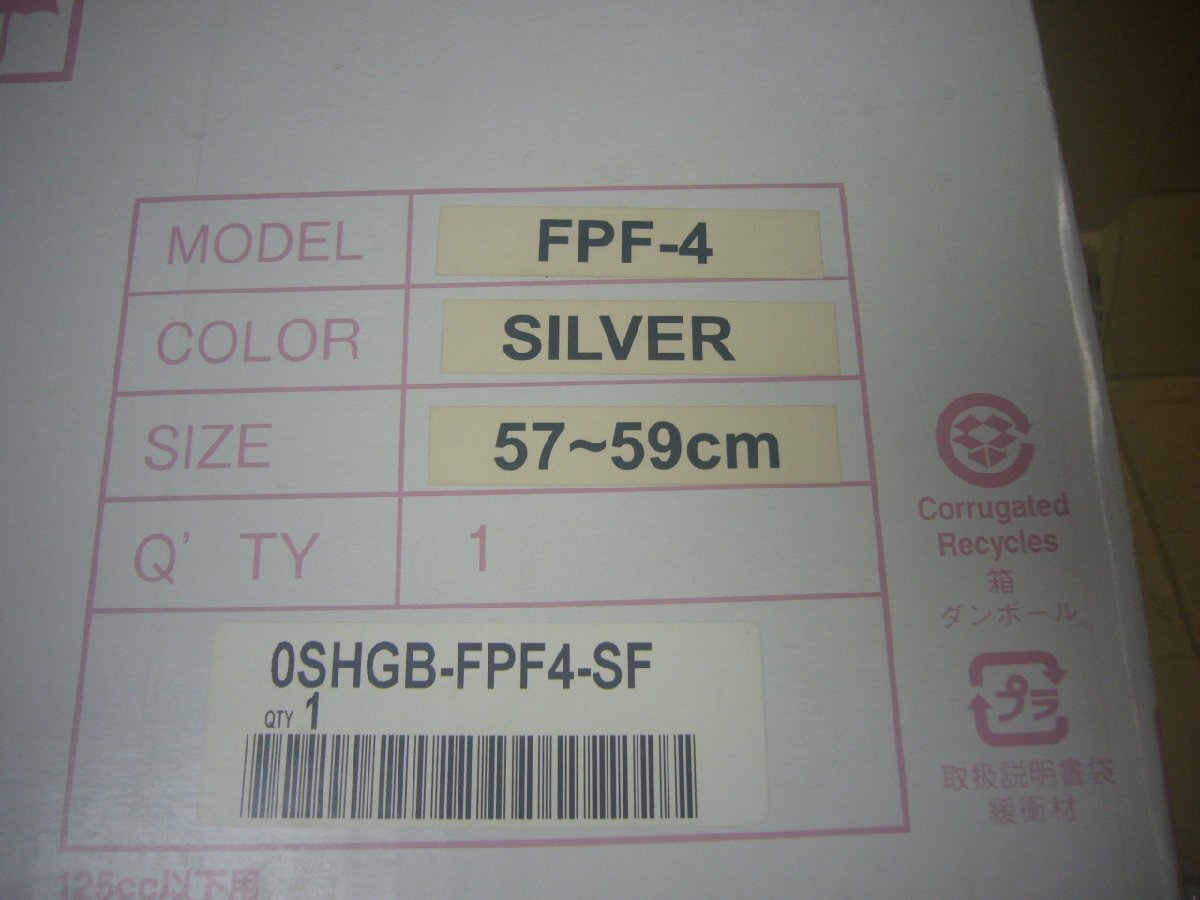 MODEL FPF-4
COLOR SILVER
SIZE 57~59cm
Q' TY 1
0SHGB-FPF4-SF
QTY 1
Corrugated
Recycles
箱
ダンボール
プラ
取扱説明書袋
緩衝材
125cc以下用